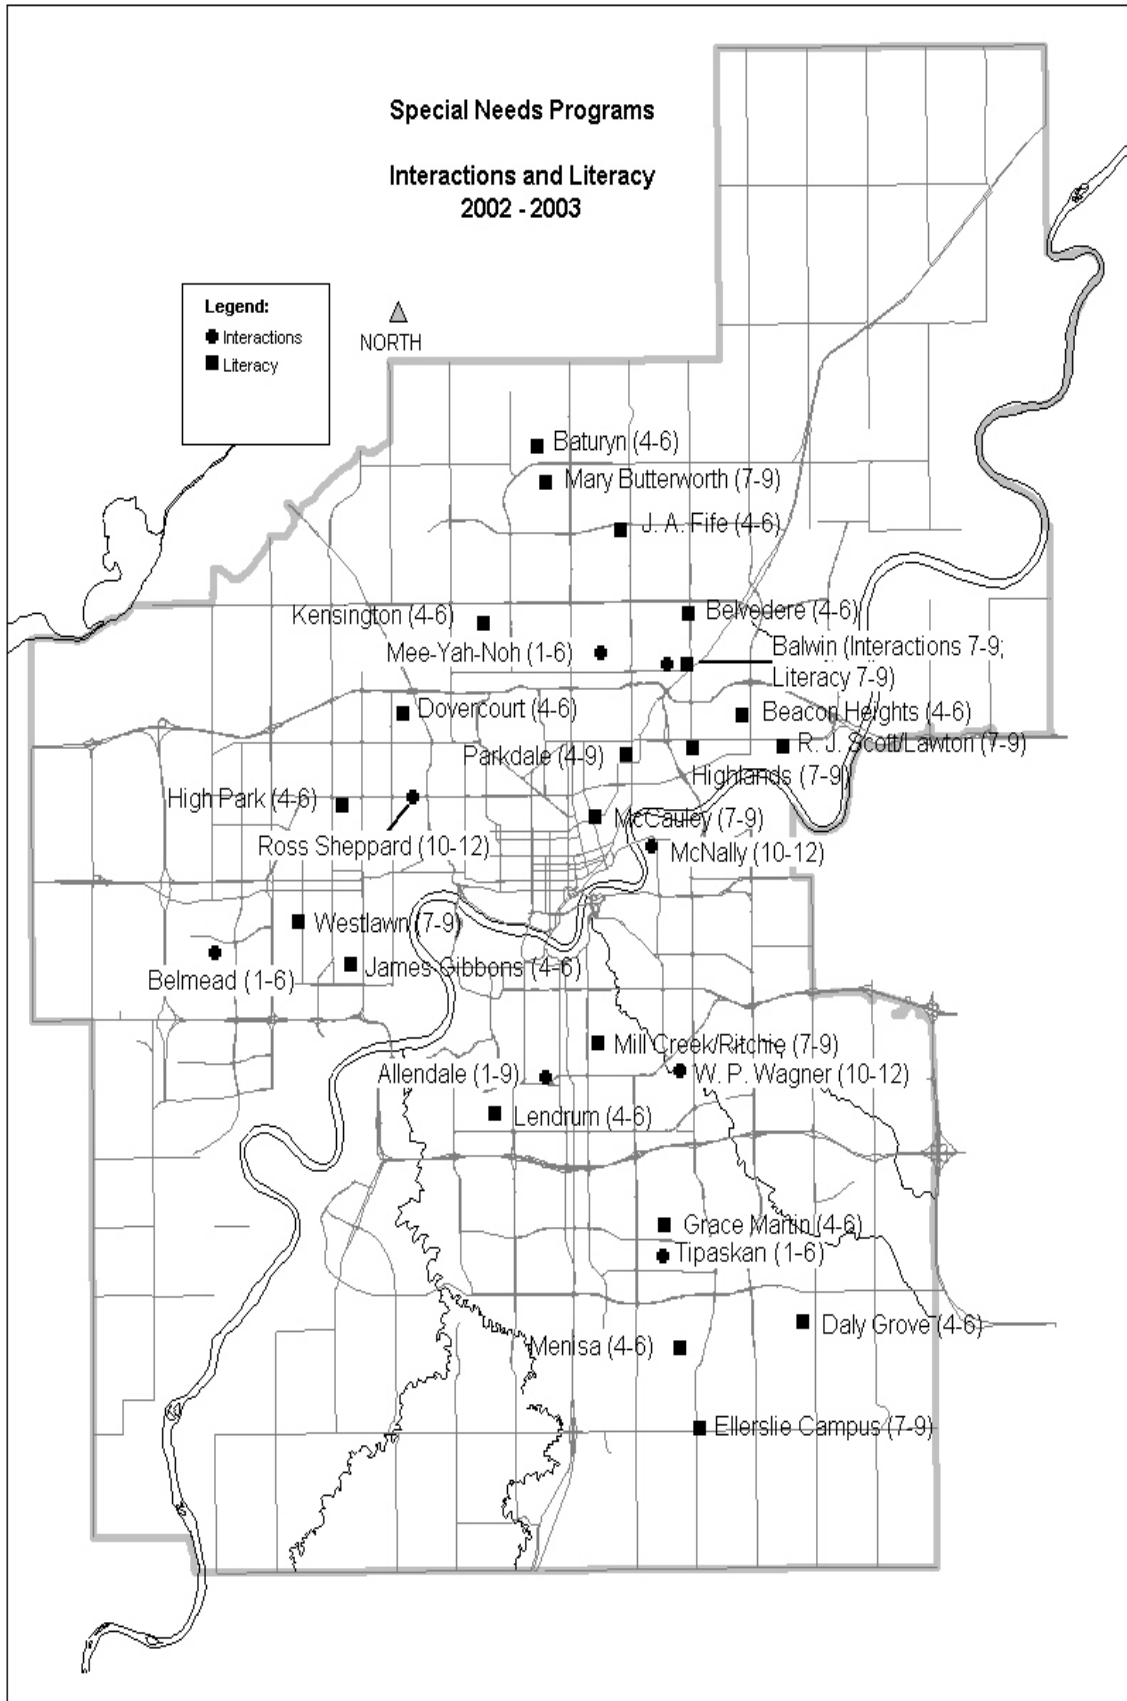 Special Needs Programs
Interactions and Literacy
2002 - 2003
Legend:
Interactions
Literacy
NORTH
Baturyn (4-6)
Mary Butterworth (7-9)
J. A. Fife (4-6)
Kensington (4-6)
Belvedere (4-6)
Mee-Yah-Noh (1-6)
Balwin (Interactions 7-9;
Literacy 7-9)
Dovercourt (4-6)
Beacon Heights (4-6)
Parkdale (4-9)
R. J. Scott/Lawton (7-9)
Highlands (7-9)
High Park (4-6)
McCauley (7-9)
Ross Sheppard (10-12)
McNally (10-12)
Westlawn (7-9)
James Gibbons (4-6)
Belmead (1-6)
Mill Creek/Ritchie (7-9)
Allendale (1-9)
W. P. Wagner (10-12)
Lendrum (4-6)
Grace Martin (4-6)
Tipaskan (1-6)
Daly Grove (4-6)
Menisa (4-6)
Ellerslie Campus (7-9)